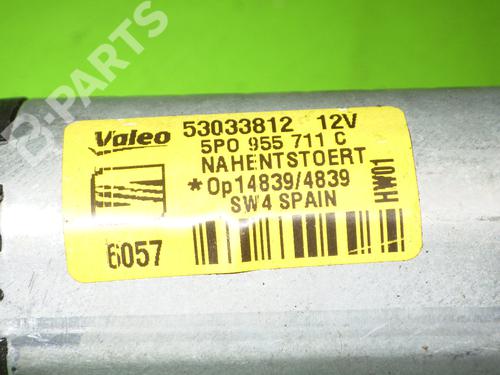 B-PARTS
Valeo 53033812 12V
5P0 955 711 C
NAHENTSTOERT
*Op14839/4839
SW4 SPAIN
6057
HW01